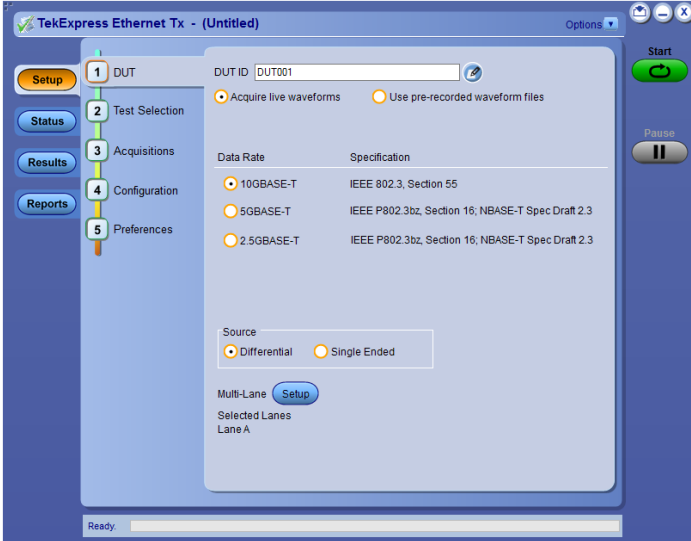 TekExpress Ethernet Tx - (Untitled)
Options
Start
Pause
Setup
Status
Results
Reports
1 DUT
2 Test Selection
3 Acquisitions
4 Configuration
5 Preferences
DUT ID DUT001
Acquire live waveforms Use pre-recorded waveform files
Data Rate Specification
10GBASE-T IEEE 802.3, Section 55
5GBASE-T IEEE P802.3bz, Section 16; NBASE-T Spec Draft 2.3
2.5GBASE-T IEEE P802.3bz, Section 16; NBASE-T Spec Draft 2.3
Source
Differential Single Ended
Multi-Lane Setup
Selected Lanes
Lane A
Ready.